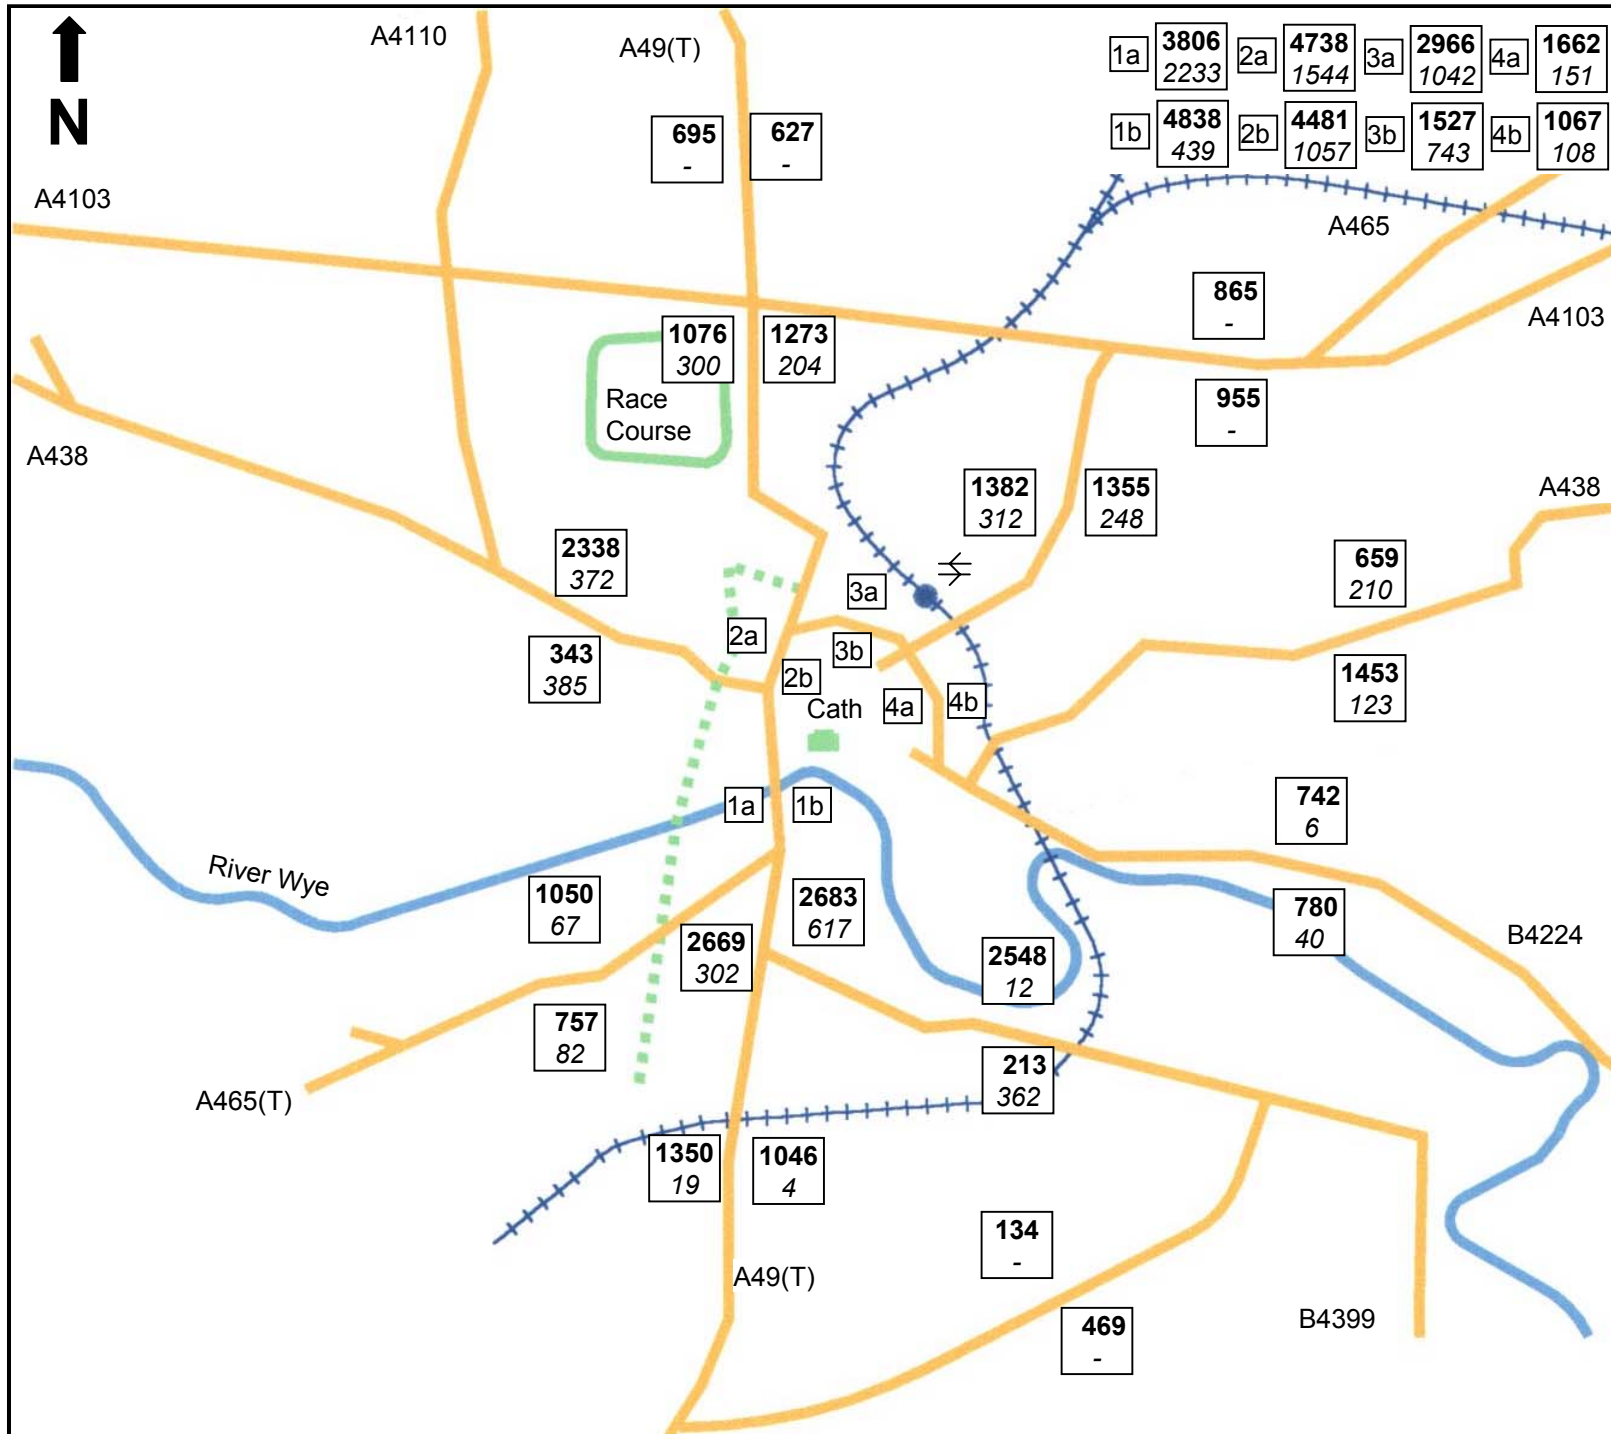 A4110
A49(T)
1a 3806 2a 4738 3a 2966 4a 1662
2233 1544 1042 151
N
1b 4838 2b 4481 3b 1527 4b 1067
439 1057 743 108
695 627
- -
A4103
A465
865
-
A4103
1076 1273
300 204
Race
Course
955
-
A438
1382 1355
312 248
A438
2338
372
659
210
3a
2a
3b
343
385
2b
1453
123
Cath
4a
4b
1a
1b
742
6
River Wye
1050
67
2683
617
780
40
2669
302
B4224
2548
12
757
82
213
362
A465(T)
1350 1046
19 4
134
-
A49(T)
469
-
B4399